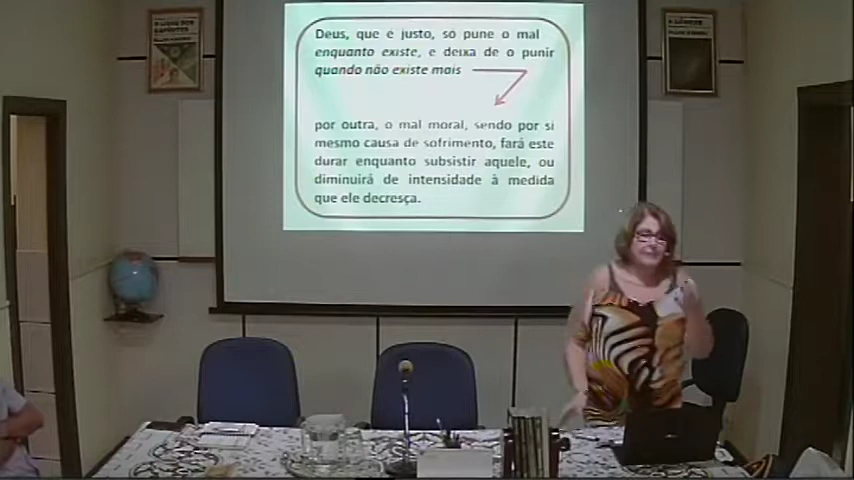 Deus, que é justo, só pune o mal
enquanto existe, e deixa de o punir
quando não existe mais
por outra, o mal moral, sendo por si
mesmo causa de sofrimento, fará este
durar enquanto subsistir aquele, ou
diminuirá de intensidade à medida
que ele decresça.